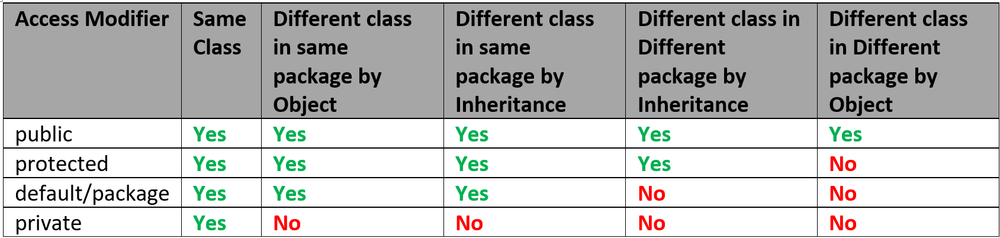 Access Modifier
Same
Class
Different class
in same
package by
Object
Different class
in same
package by
Inheritance
Different class in
Different
package by
Inheritance
Different class
in Different
package by
Object
public Yes Yes Yes Yes Yes
protected Yes Yes Yes Yes No
default/package Yes Yes Yes No No
private Yes No No No No